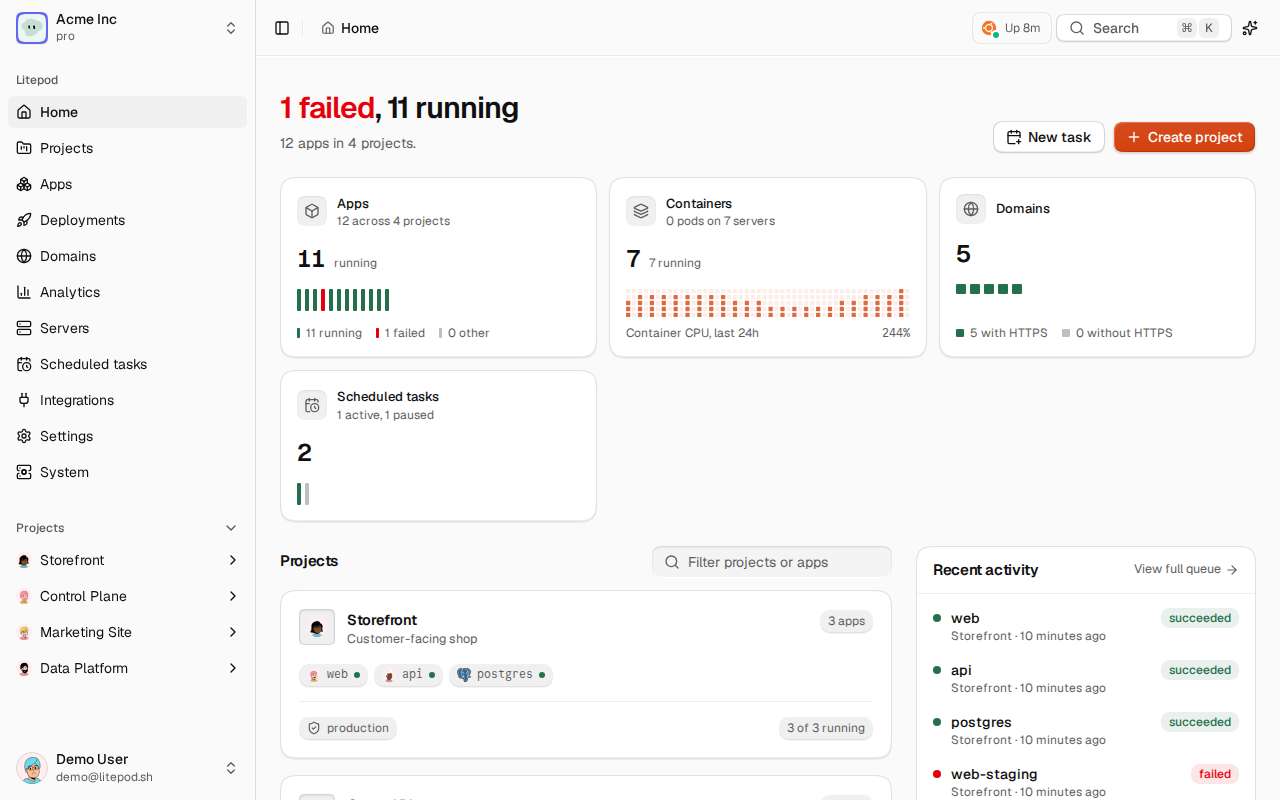 Acme Inc
pro
Litepod
Home
Projects
Apps
Deployments
Domains
Analytics
Servers
Scheduled tasks
Integrations
Settings
System
Projects
Storefront
Control Plane
Marketing Site
Data Platform
Demo User
demo@litepod.sh
Home
Up 8m
Search
⌘ K
1 failed, 11 running
12 apps in 4 projects.
New task
Create project
Apps
12 across 4 projects
11 running
11 running 1 failed 0 other
Containers
0 pods on 7 servers
7 7 running
Container CPU, last 24h 244%
Domains
5
5 with HTTPS 0 without HTTPS
Scheduled tasks
1 active, 1 paused
2
Projects
Filter projects or apps
Storefront
Customer-facing shop
3 apps
web api postgres
production
3 of 3 running
Recent activity
View full queue
web
succeeded
Storefront · 10 minutes ago
api
succeeded
Storefront · 10 minutes ago
postgres
succeeded
Storefront · 10 minutes ago
web-staging
failed
Storefront · 10 minutes ago